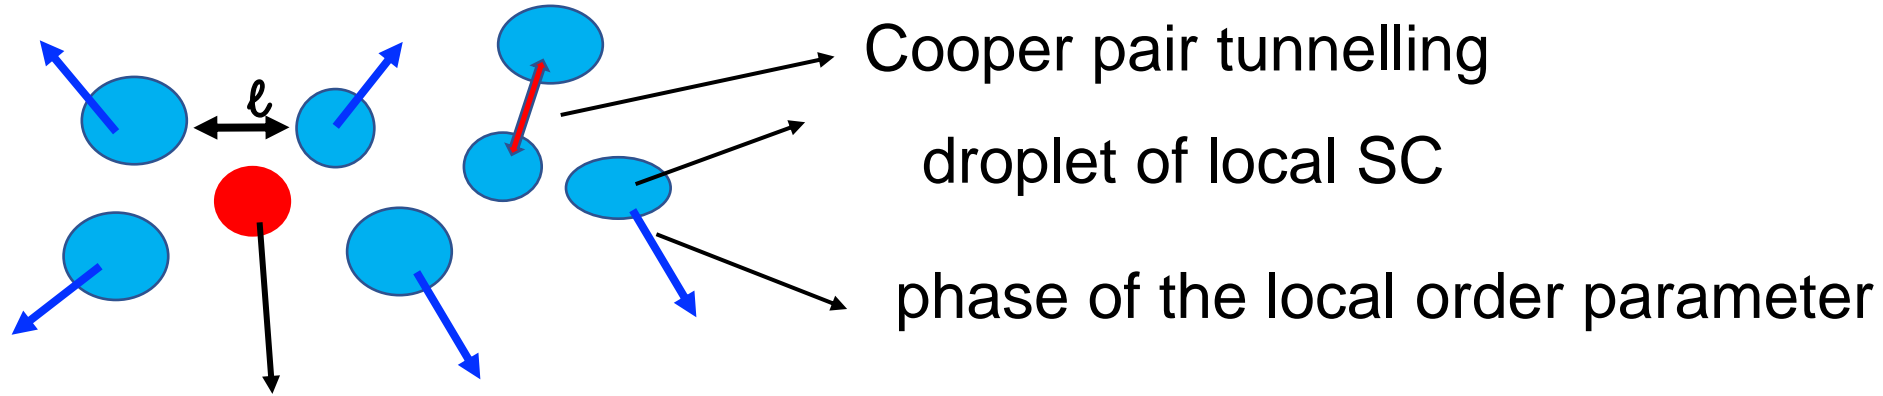 Cooper pair tunnelling
ℓ
droplet of local SC
phase of the local order parameter